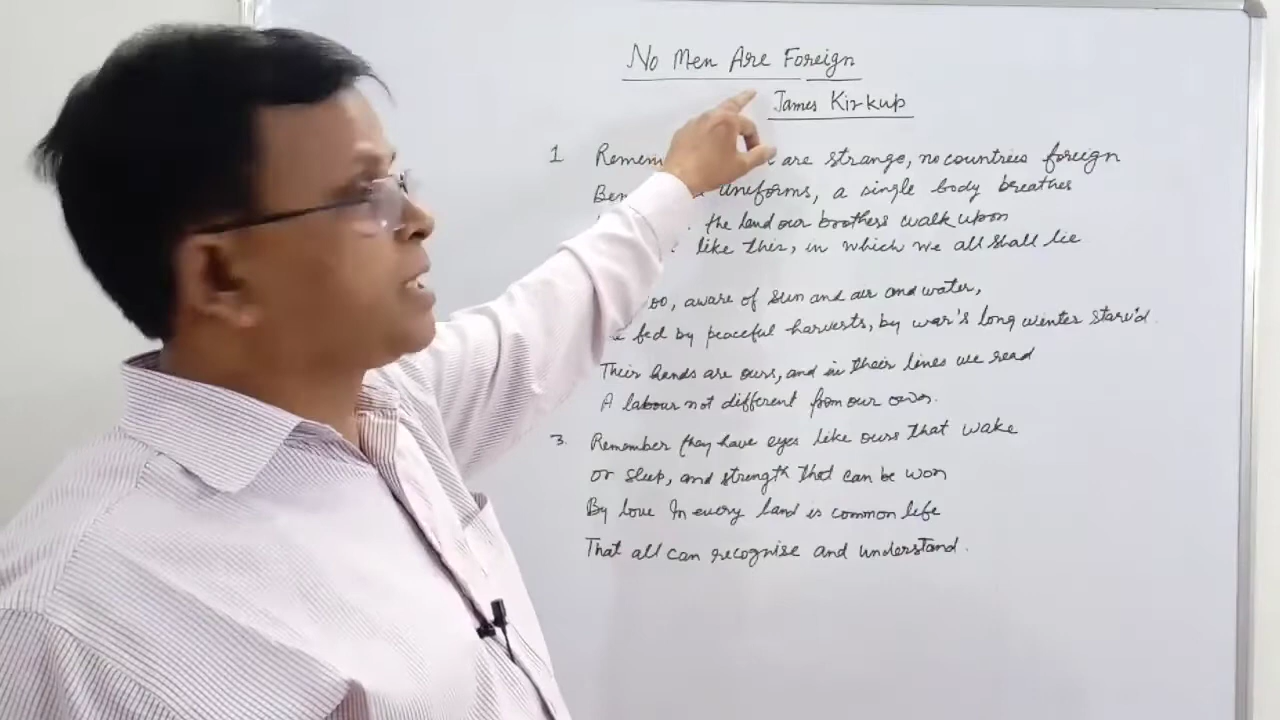 No Men Are Foreign
James Kirkup
1 are strange, no countries foreign
uniforms, a single body breathes
the land our brothers walk upon
like this, in which we all shall lie
aware of sun and air and water,
fed by peaceful harvests, by war's long winter starv'd.
Their hands are ours, and in their lines we read
A labour not different from our own.
3. Remember they have eyes like ours that wake
or sleep, and strength that can be won
By love In every land is common life
That all can recognise and understand.